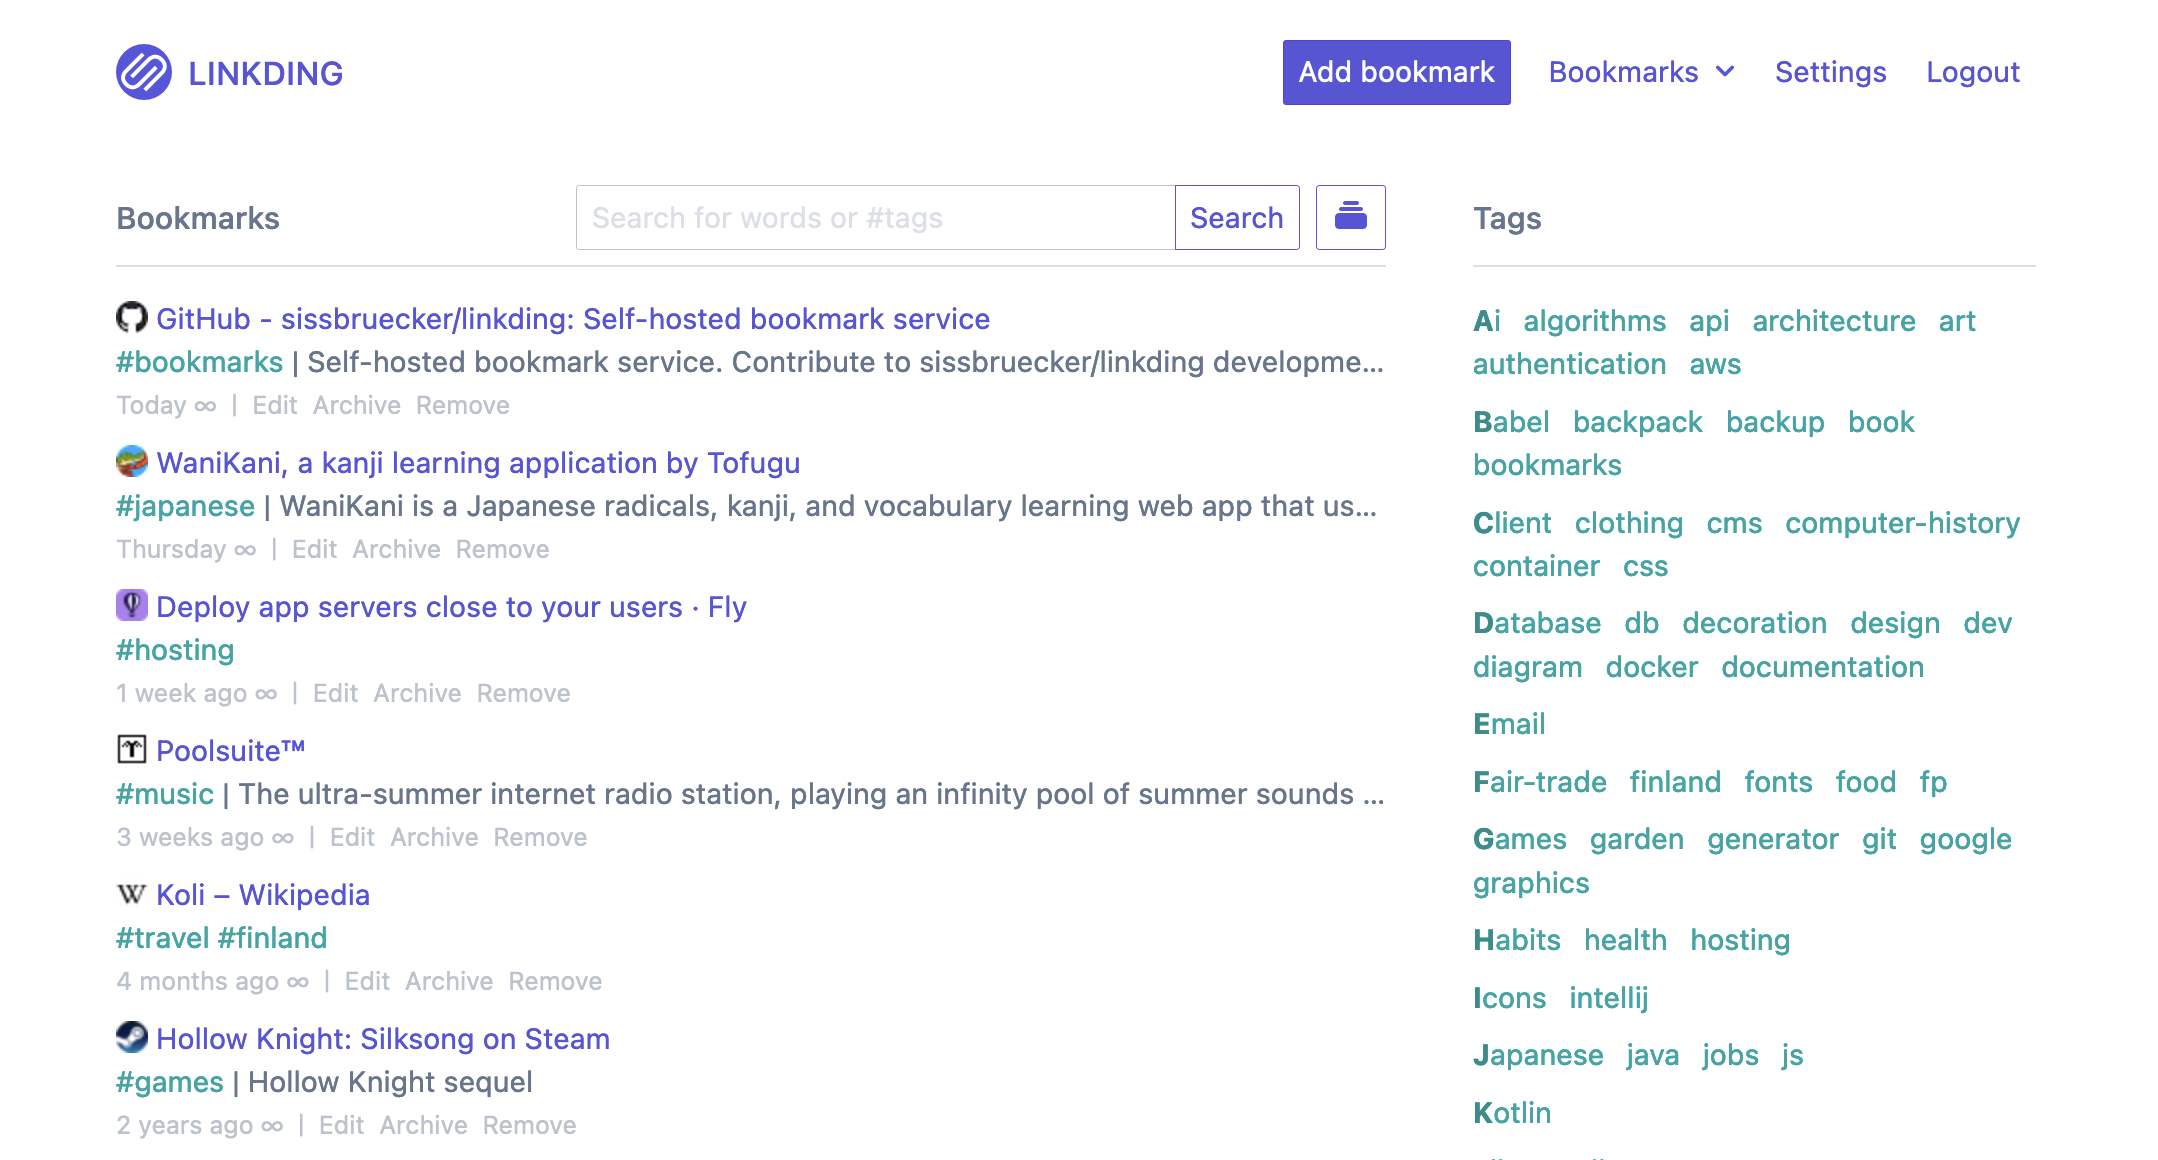 LINKDING
Add bookmark Bookmarks Settings Logout
Bookmarks
Search for words or #tags Search
GitHub - sissbruecker/linkding: Self-hosted bookmark service
#bookmarks | Self-hosted bookmark service. Contribute to sissbruecker/linkding developme...
Today ∞ | Edit Archive Remove
WaniKani, a kanji learning application by Tofugu
#japanese | WaniKani is a Japanese radicals, kanji, and vocabulary learning web app that us...
Thursday ∞ | Edit Archive Remove
Deploy app servers close to your users · Fly
#hosting
1 week ago ∞ | Edit Archive Remove
Poolsuite™
#music | The ultra-summer internet radio station, playing an infinity pool of summer sounds ...
3 weeks ago ∞ | Edit Archive Remove
W Koli – Wikipedia
#travel #finland
4 months ago ∞ | Edit Archive Remove
Hollow Knight: Silksong on Steam
#games | Hollow Knight sequel
2 years ago ∞ | Edit Archive Remove
Tags
Ai algorithms api architecture art
authentication aws
Babel backpack backup book
bookmarks
Client clothing cms computer-history
container css
Database db decoration design dev
diagram docker documentation
Email
Fair-trade finland fonts food fp
Games garden generator git google
graphics
Habits health hosting
Icons intellij
Japanese java jobs js
Kotlin